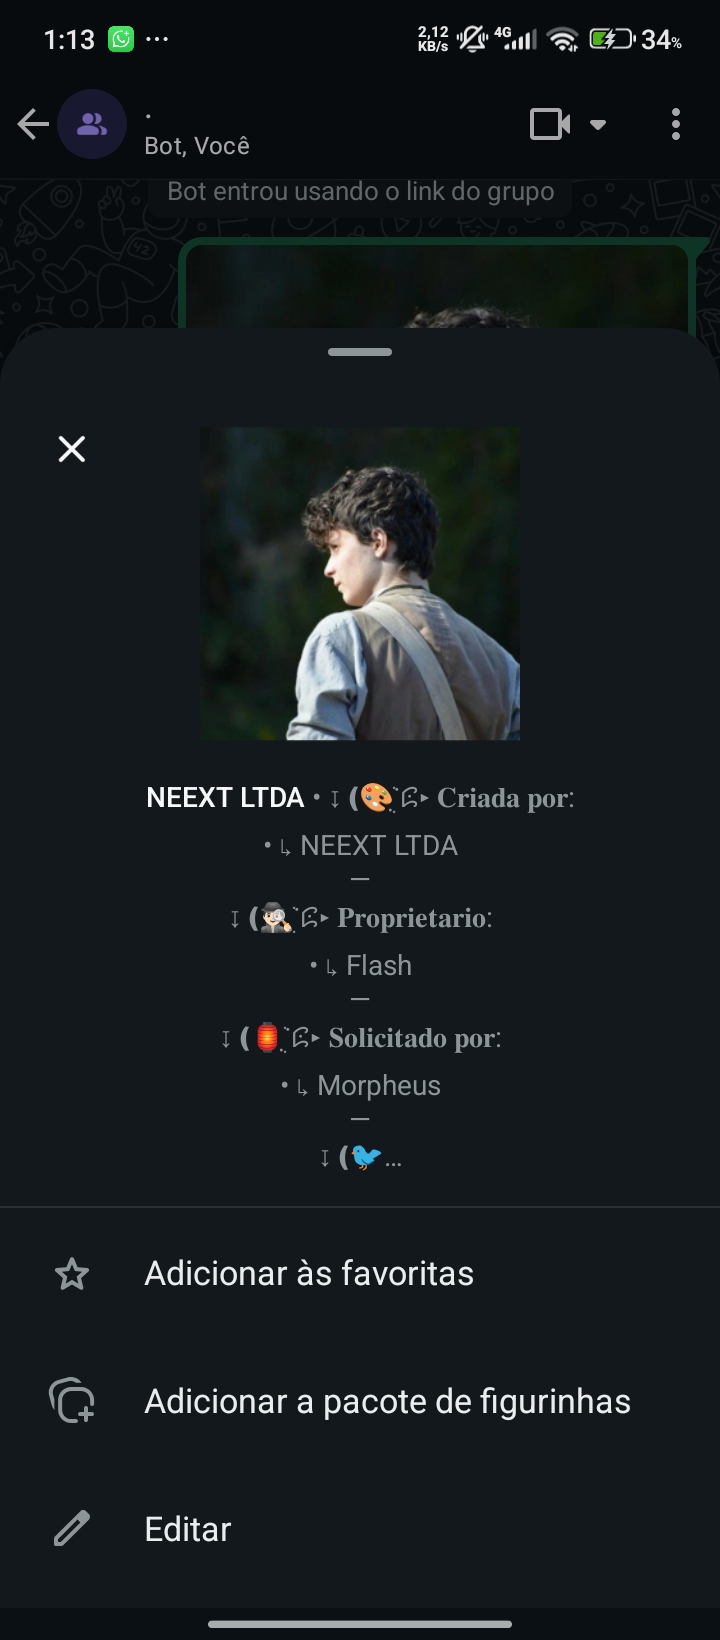 1:13 ... 2,12 KB/s 4G 34%
.
Bot, Você
Bot entrou usando o link do grupo
NEEXT LTDA • ↧ (🎨 ▸ 𝐂𝐫𝐢𝐚𝐝𝐚 𝐩𝐨𝐫:
• ↳ NEEXT LTDA
—
↧ (🕵🏻‍♂️ ▸ 𝐏𝐫𝐨𝐩𝐫𝐢𝐞𝐭𝐚𝐫𝐢𝐨:
• ↳ Flash
—
↧ (🏮 ▸ 𝐒𝐨𝐥𝐢𝐜𝐢𝐭𝐚𝐝𝐨 𝐩𝐨𝐫:
• ↳ Morpheus
—
↧ (🐦...
Adicionar às favoritas
Adicionar a pacote de figurinhas
Editar